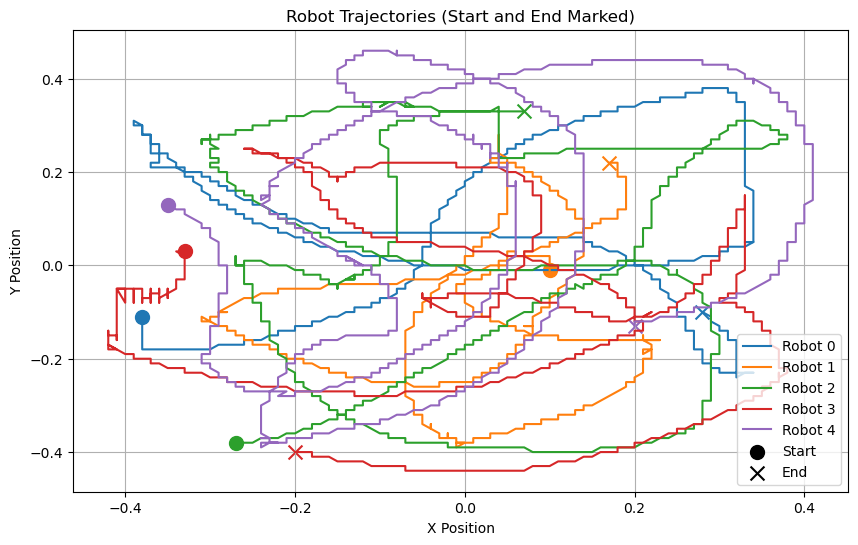 Robot Trajectories (Start and End Marked)
Y Position
0.4
0.2
0.0
−0.2
−0.4
−0.4
−0.2
0.0
0.2
0.4
X Position
Robot 0
Robot 1
Robot 2
Robot 3
Robot 4
Start
End